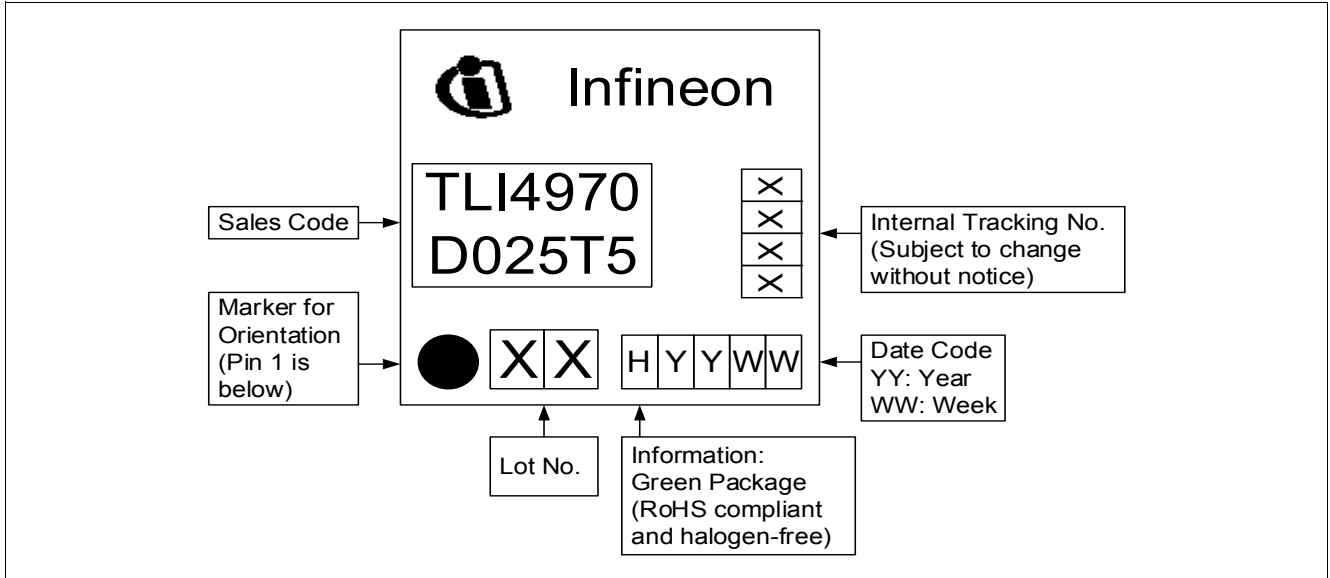 Infineon
TLI4970
D025T5
X
X
X
X
Sales Code
Internal Tracking No.
(Subject to change
without notice)
Marker for
Orientation
(Pin 1 is
below)
X X
H Y Y W W
Date Code
YY: Year
WW: Week
Lot No.
Information:
Green Package
(RoHS compliant
and halogen-free)